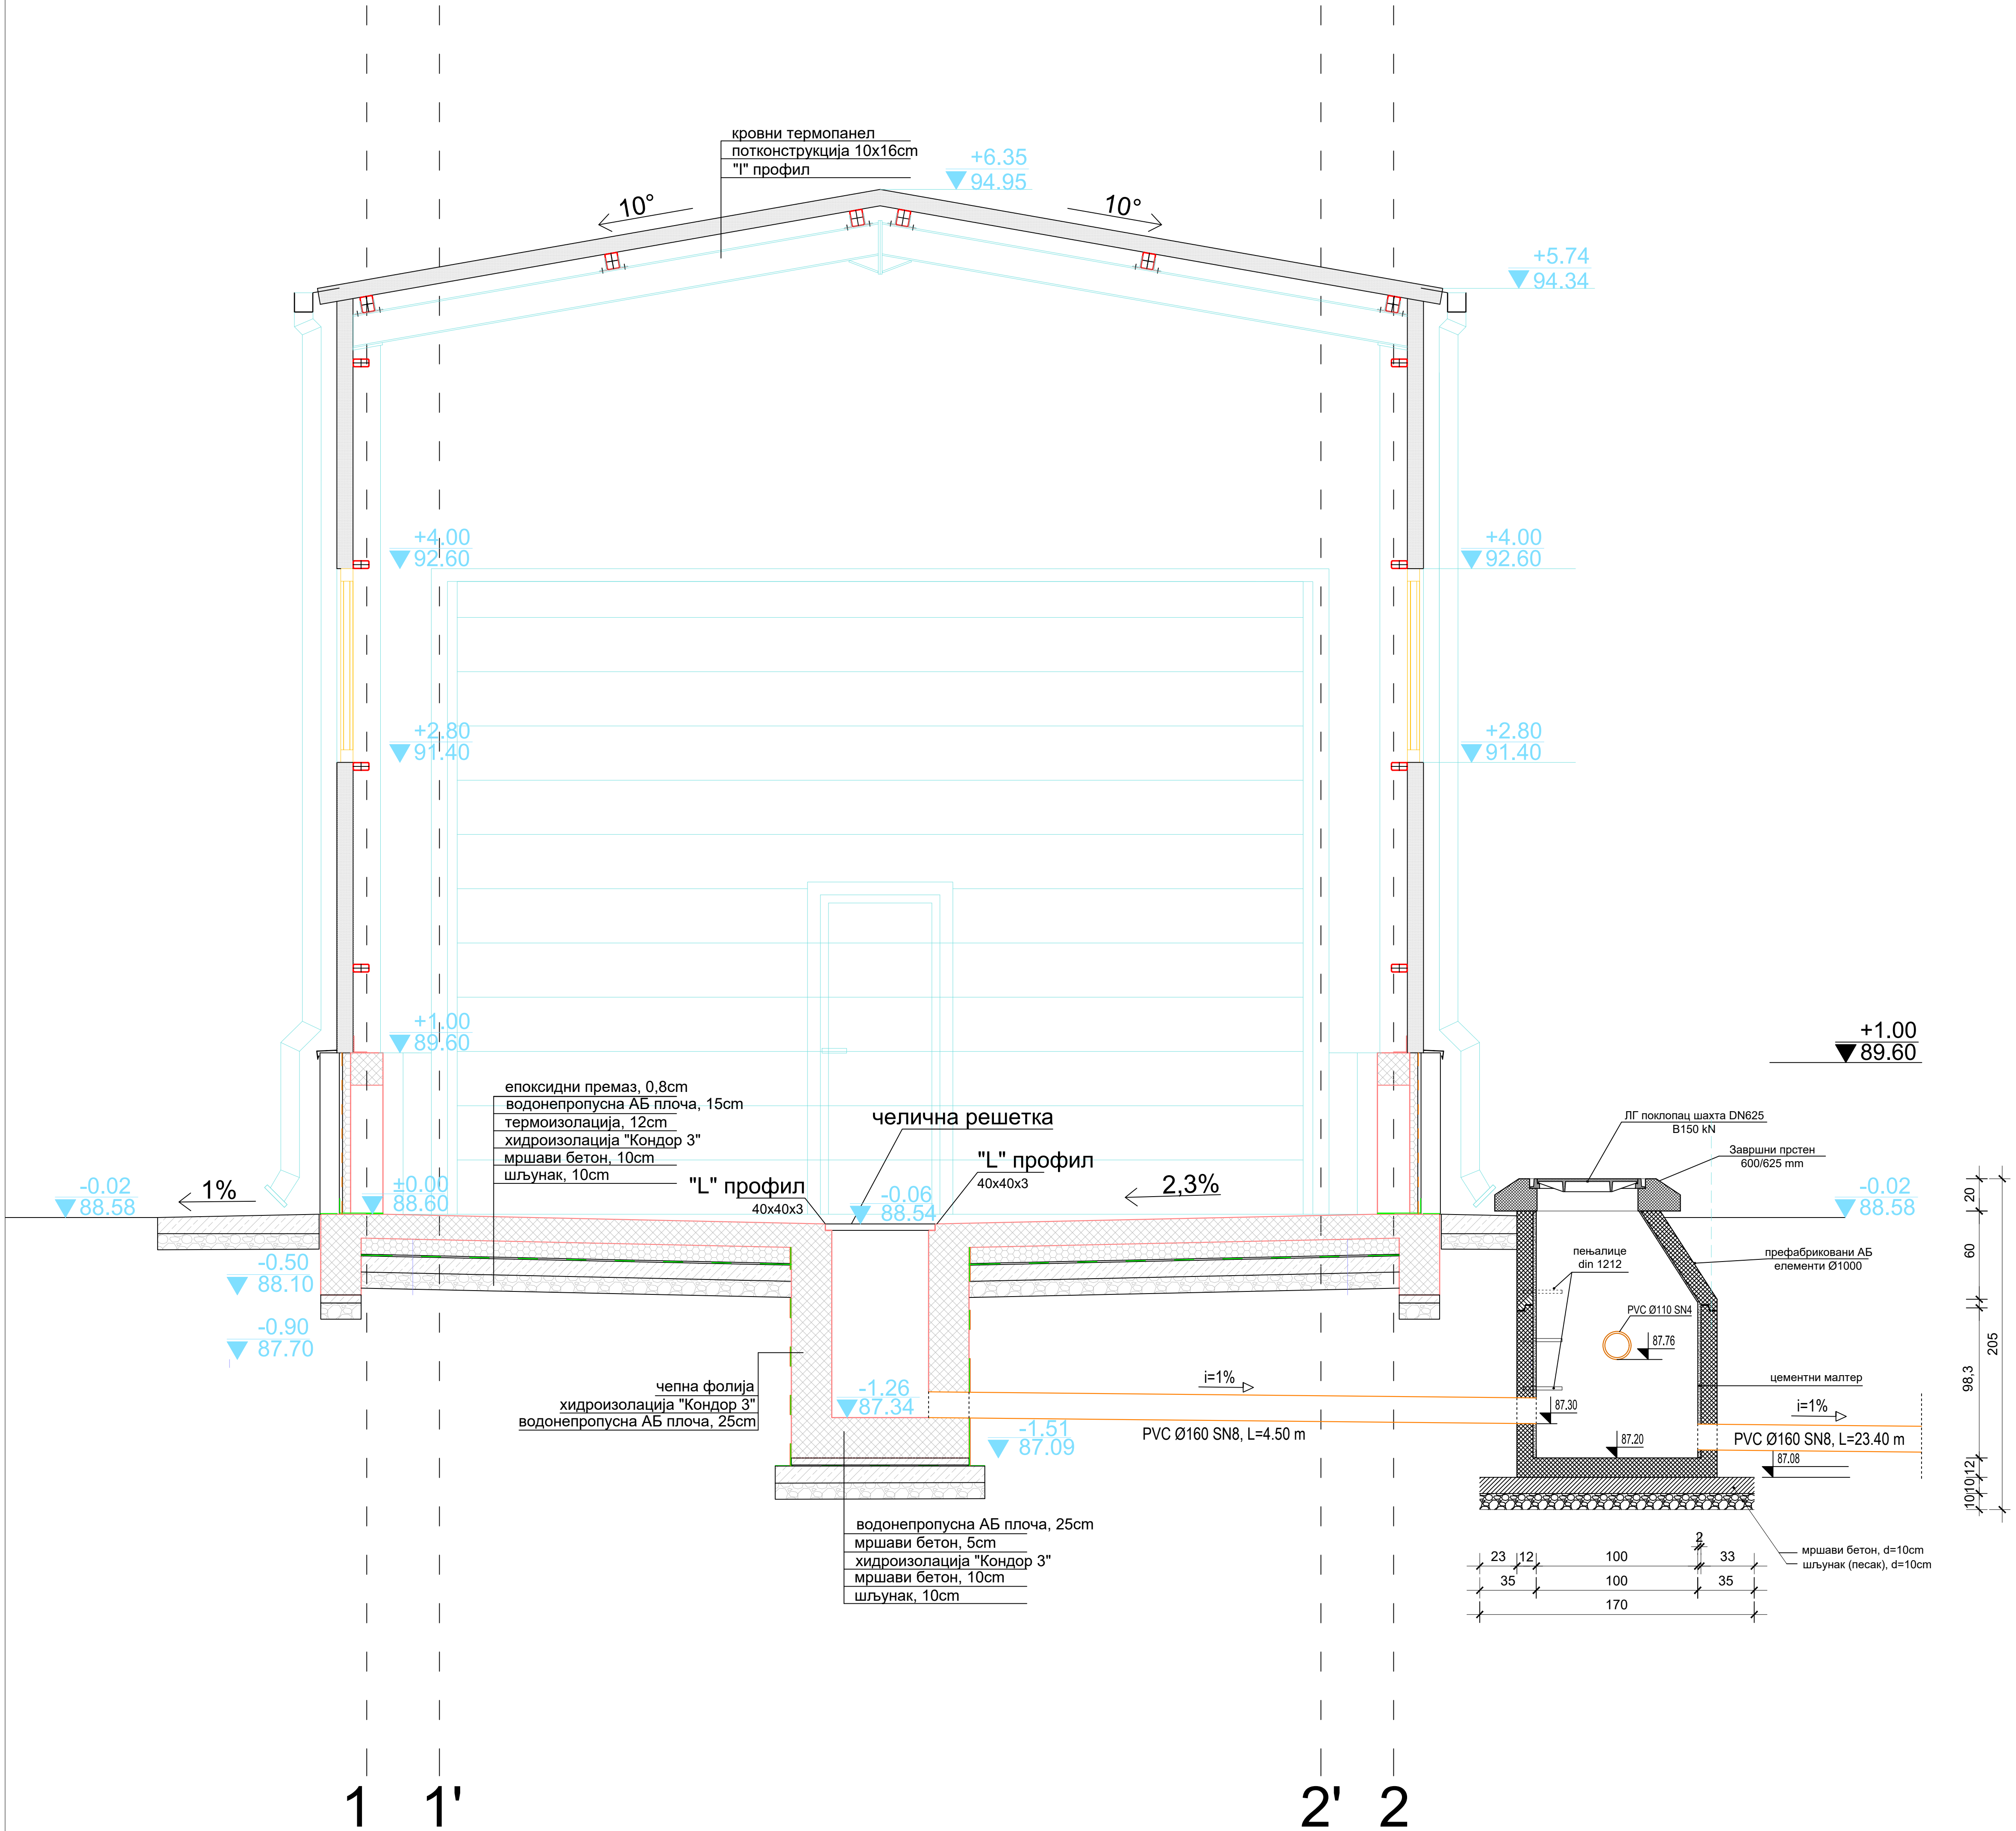 кровни термопанел
потконструкција 10x16cm
"I" профил
+6.35
94.95
10°
10°
+5.74
94.34
+4.00
92.60
+4.00
92.60
+2.80
91.40
+2.80
91.40
+1.00
89.60
+1.00
89.60
епоксидни премаз, 0,8cm
водонепропусна АБ плоча, 15cm
термоизолација, 12cm
хидроизолација "Кондор 3"
мршави бетон, 10cm
шљунак, 10cm
челична решетка
"L" профил
40x40x3
"L" профил
40x40x3
-0.02
88.58
1%
±0.00
88.60
-0.06
88.54
2,3%
ЛГ поклопац шахта DN625
B150 kN
Завршни прстен
600/625 mm
-0.02
88.58
-0.50
88.10
-0.90
87.70
пењалице
din 1212
префабриковани АБ
елементи Ø1000
PVC Ø110 SN4
87.76
цементни малтер
чепна фолија
хидроизолација "Кондор 3"
водонепропусна АБ плоча, 25cm
-1.26
87.34
i=1%
PVC Ø160 SN8, L=4.50 m
-1.51
87.09
87.30
87.20
i=1%
PVC Ø160 SN8, L=23.40 m
87.08
20
60
98,3
12
10
10
205
водонепропусна АБ плоча, 25cm
мршави бетон, 5cm
хидроизолација "Кондор 3"
мршави бетон, 10cm
шљунак, 10cm
2
23
12
100
33
35
100
35
170
мршави бетон, d=10cm
шљунак (песак), d=10cm
1
1'
2'
2